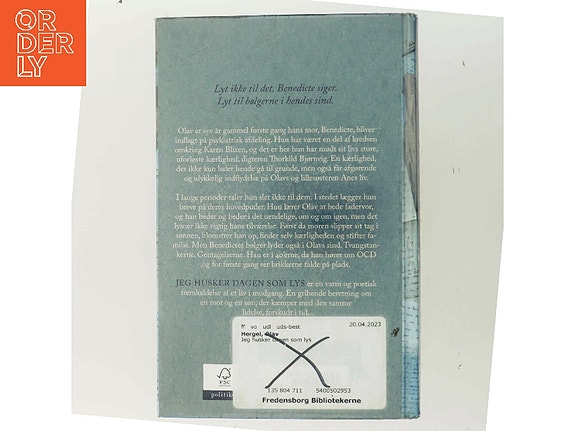 ORDERLY
Lyt ikke til det, Benedicte siger.
Lyt til bølgerne i hendes sind.
Olav er syv år gammel første gang hans mor, Benedicte, bliver
indlagt på psykiatrisk afdeling. Hun har været en del af kredsen
omkring Karen Blixen, og det er her hun har mødt sit livs store,
uforløste kærlighed, digteren Thorkild Bjørnvig. En kærlighed,
der ikke kun lader hende gå til grunde, men også får afgørende
og ulykkelig indflydelse på Olavs og lillesøsteren Anes liv.
I lange perioder taler hun slet ikke til dem. I stedet lægger hun
breve på deres hovedpuder. Hun lærer Olav at bede fadervor,
og han beder og beder i det uendelige, om og om igen, men det
lysner ikke rigtig hans tilværelse. Først da moren slipper sit tag i
sønnen, blomstrer han op, finder selv kærligheden og stifter fa-
milie. Men Benedictes bølger lyder også i Olavs sind. Tvangstan-
kerne. Gentagelserne. Han er i 40'erne, da han hører om OCD
og for første gang ser brikkerne falde på plads.
JEG HUSKER DAGEN SOM LYS er en varm og poetisk
fremkaldelse af et liv i modgang. En gribende beretning om
en mor og en søn, der kæmper med den samme
lidelse, forskudt i tid.
ff vo udl uds-best 20.04.2023
Hergel, Olav
Jeg husker dagen som lys
135 804 711 5400502953
Fredensborg Bibliotekerne
FSC
politik